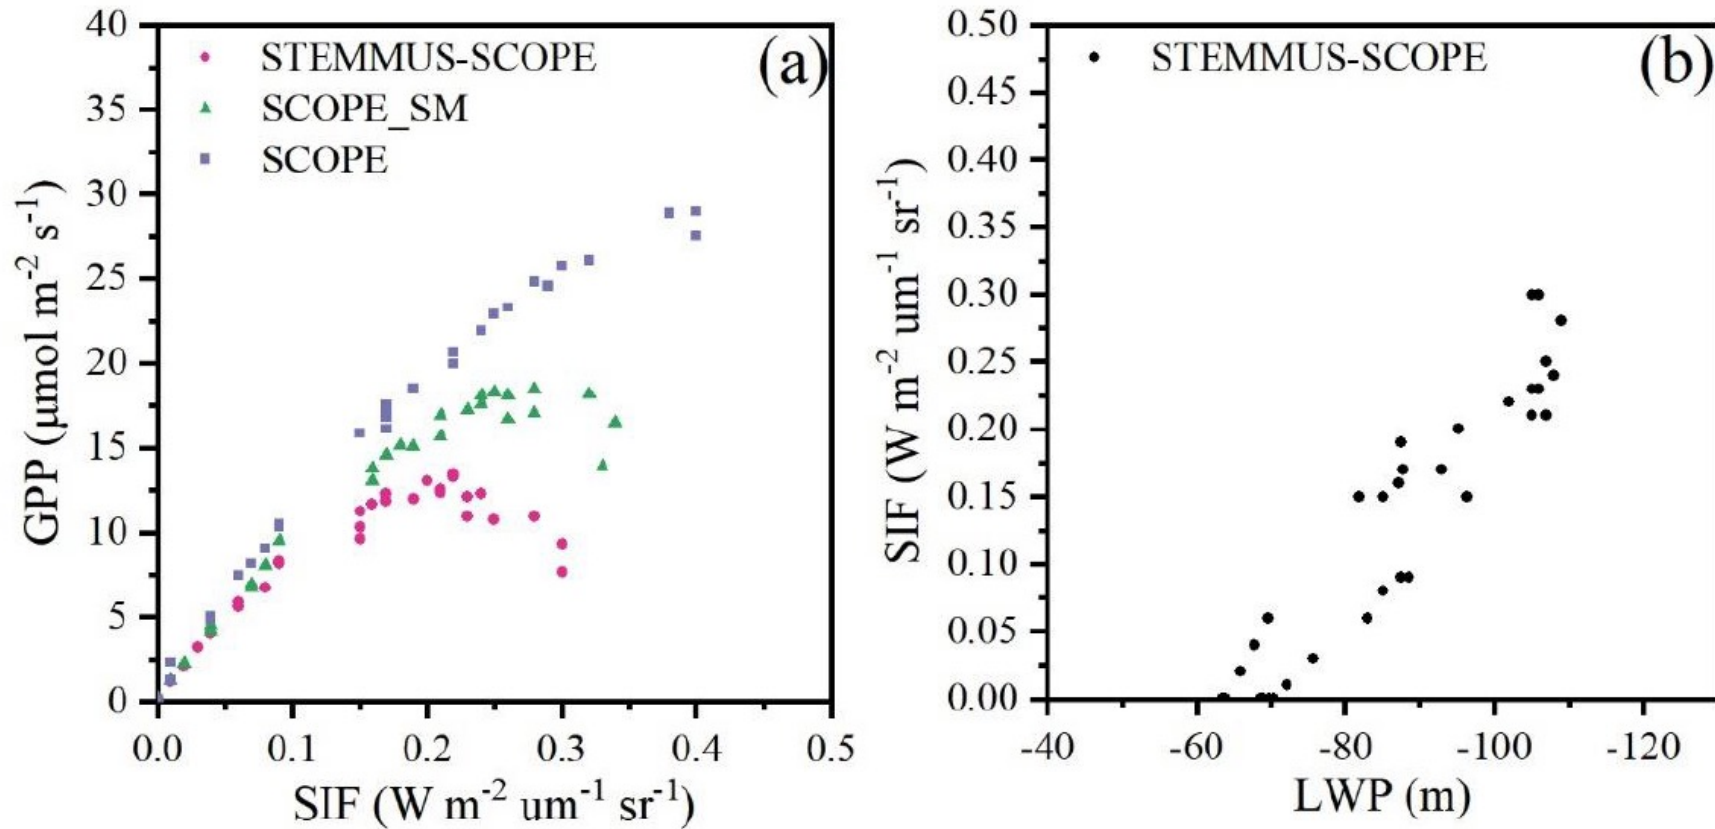 40
35
30
25
20
15
10
5
0
GPP (μmol m-2 s-1)
STEMMUS-SCOPE
SCOPE_SM
SCOPE
(a)
0.0 0.1 0.2 0.3 0.4 0.5
SIF (W m-2 um-1 sr-1)
0.50
0.45
0.40
0.35
0.30
0.25
0.20
0.15
0.10
0.05
0.00
SIF (W m-2 um-1 sr-1)
STEMMUS-SCOPE
(b)
-40 -60 -80 -100 -120
LWP (m)